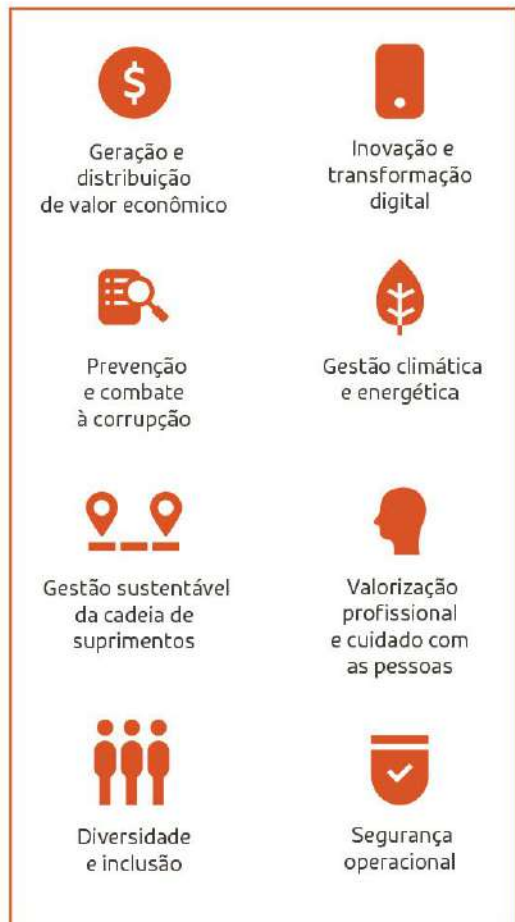 $
Geração e
distribuição
de valor econômico
Inovação e
transformação
digital
Prevenção
e combate
à corrupção
Gestão climática
e energética
Gestão sustentável
da cadeia de
suprimentos
Valorização
profissional
e cuidado com
as pessoas
Diversidade
e inclusão
Segurança
operacional